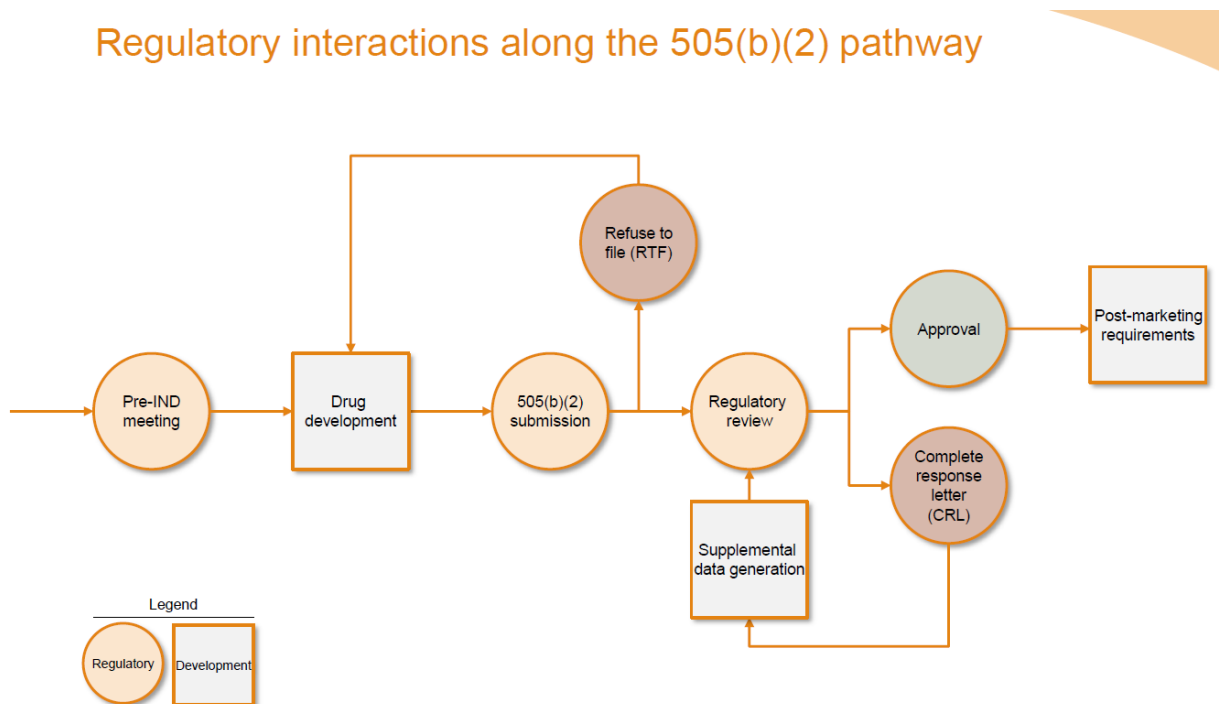 Regulatory interactions along the 505(b)(2) pathway
Refuse to
file (RTF)
Approval
Post-marketing
requirements
Pre-IND
meeting
Drug
development
505(b)(2)
submission
Regulatory
review
Complete
response
letter
(CRL)
Supplemental
data generation
Legend
Regulatory
Development